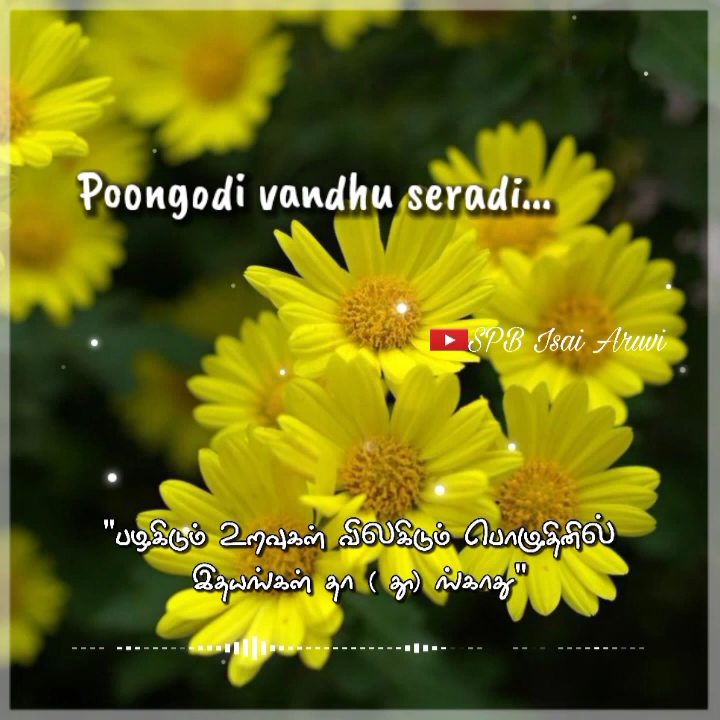 Poongodi vandhu seradi...
SPB Isai Aruvi
"பழகிடும் உறவுகள் விலகிடும் பொழுதினில்
இதயங்கள் தா ( தூ) ங்காது"